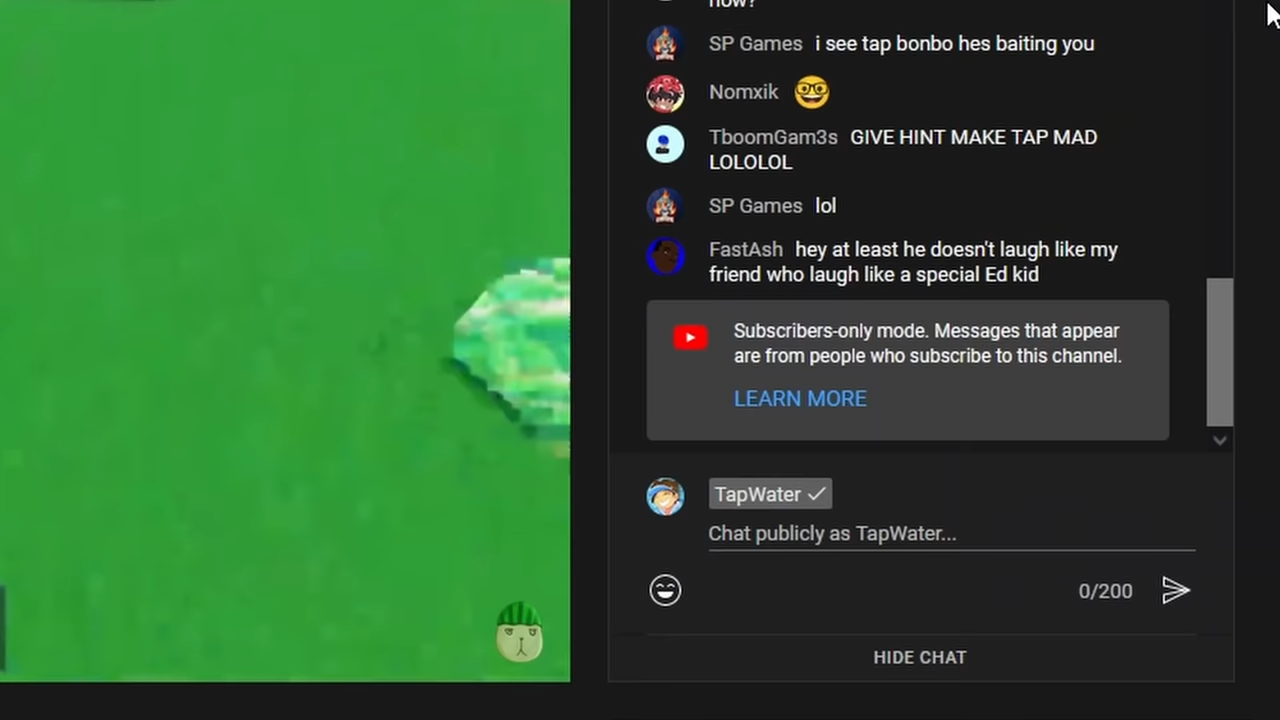 now?
SP Games i see tap bonbo hes baiting you
Nomxik
TboomGam3s GIVE HINT MAKE TAP MAD
LOLOLOL
SP Games lol
FastAsh hey at least he doesn't laugh like my
friend who laugh like a special Ed kid
Subscribers-only mode. Messages that appear
are from people who subscribe to this channel.
LEARN MORE
TapWater
Chat publicly as TapWater...
0/200
HIDE CHAT